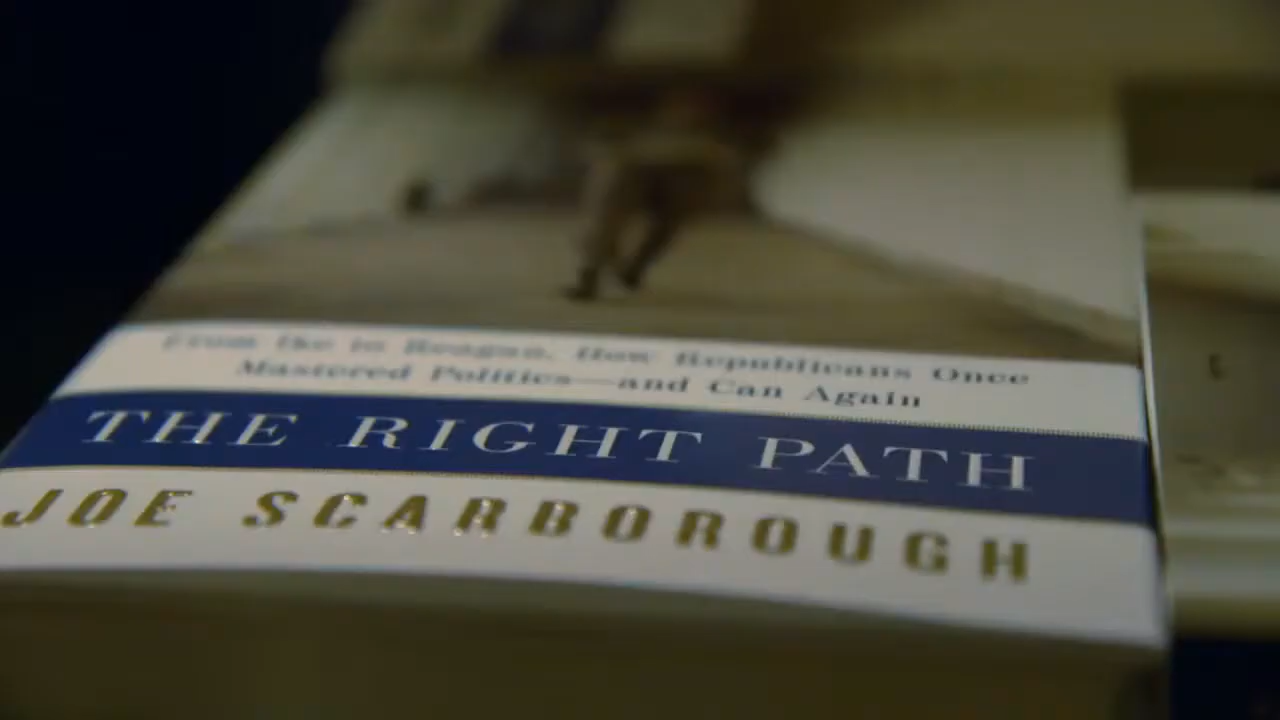 From Ike to Reagan, How Republicans Once
Mastered Politics—and Can Again
THE RIGHT PATH
JOE SCARBOROUGH